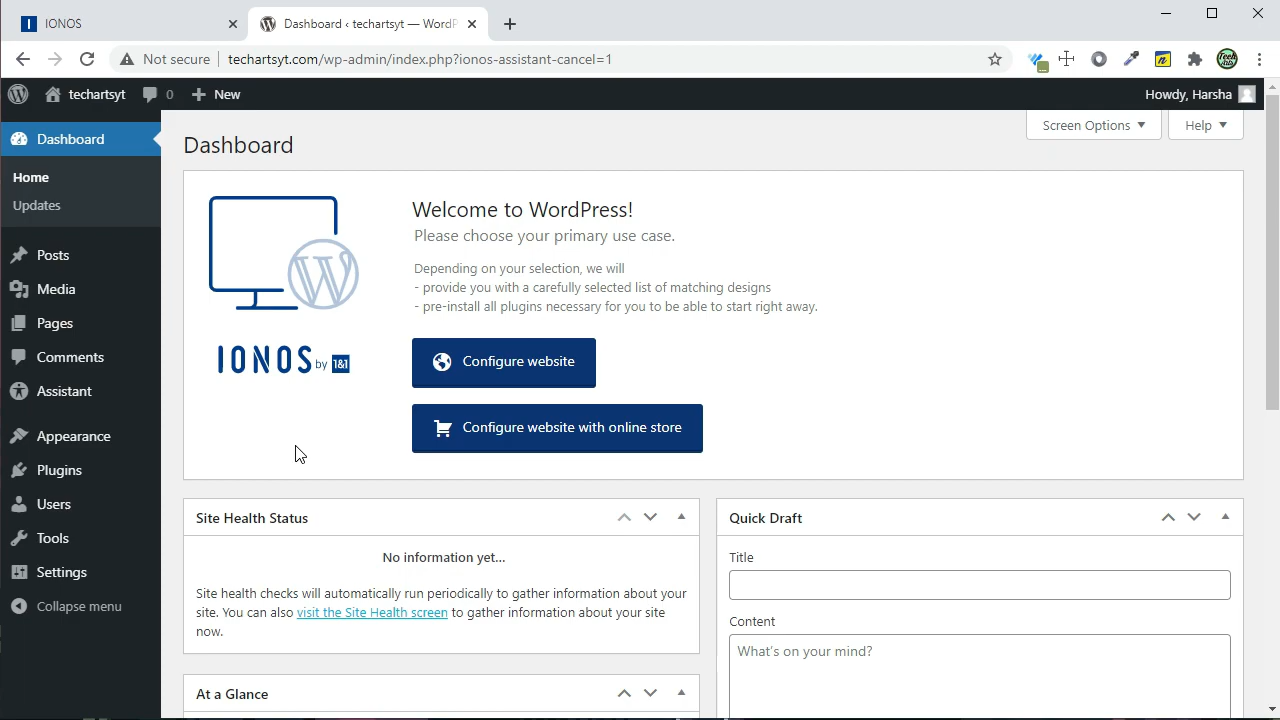 IONOS
Dashboard ‹ techartsyt — WordP
Not secure
techartsyt.com/wp-admin/index.php?ionos-assistant-cancel=1
techartsyt
0
New
Howdy, Harsha
Screen Options
Help
Dashboard
Home
Updates
Posts
Media
Pages
Comments
Assistant
Appearance
Plugins
Users
Tools
Settings
Collapse menu
Dashboard
IONOS by 1&1
Welcome to WordPress!
Please choose your primary use case.
Depending on your selection, we will
- provide you with a carefully selected list of matching designs
- pre-install all plugins necessary for you to be able to start right away.
Configure website
Configure website with online store
Site Health Status
No information yet...
Site health checks will automatically run periodically to gather information about your
site. You can also visit the Site Health screen to gather information about your site
now.
At a Glance
Quick Draft
Title
Content
What's on your mind?